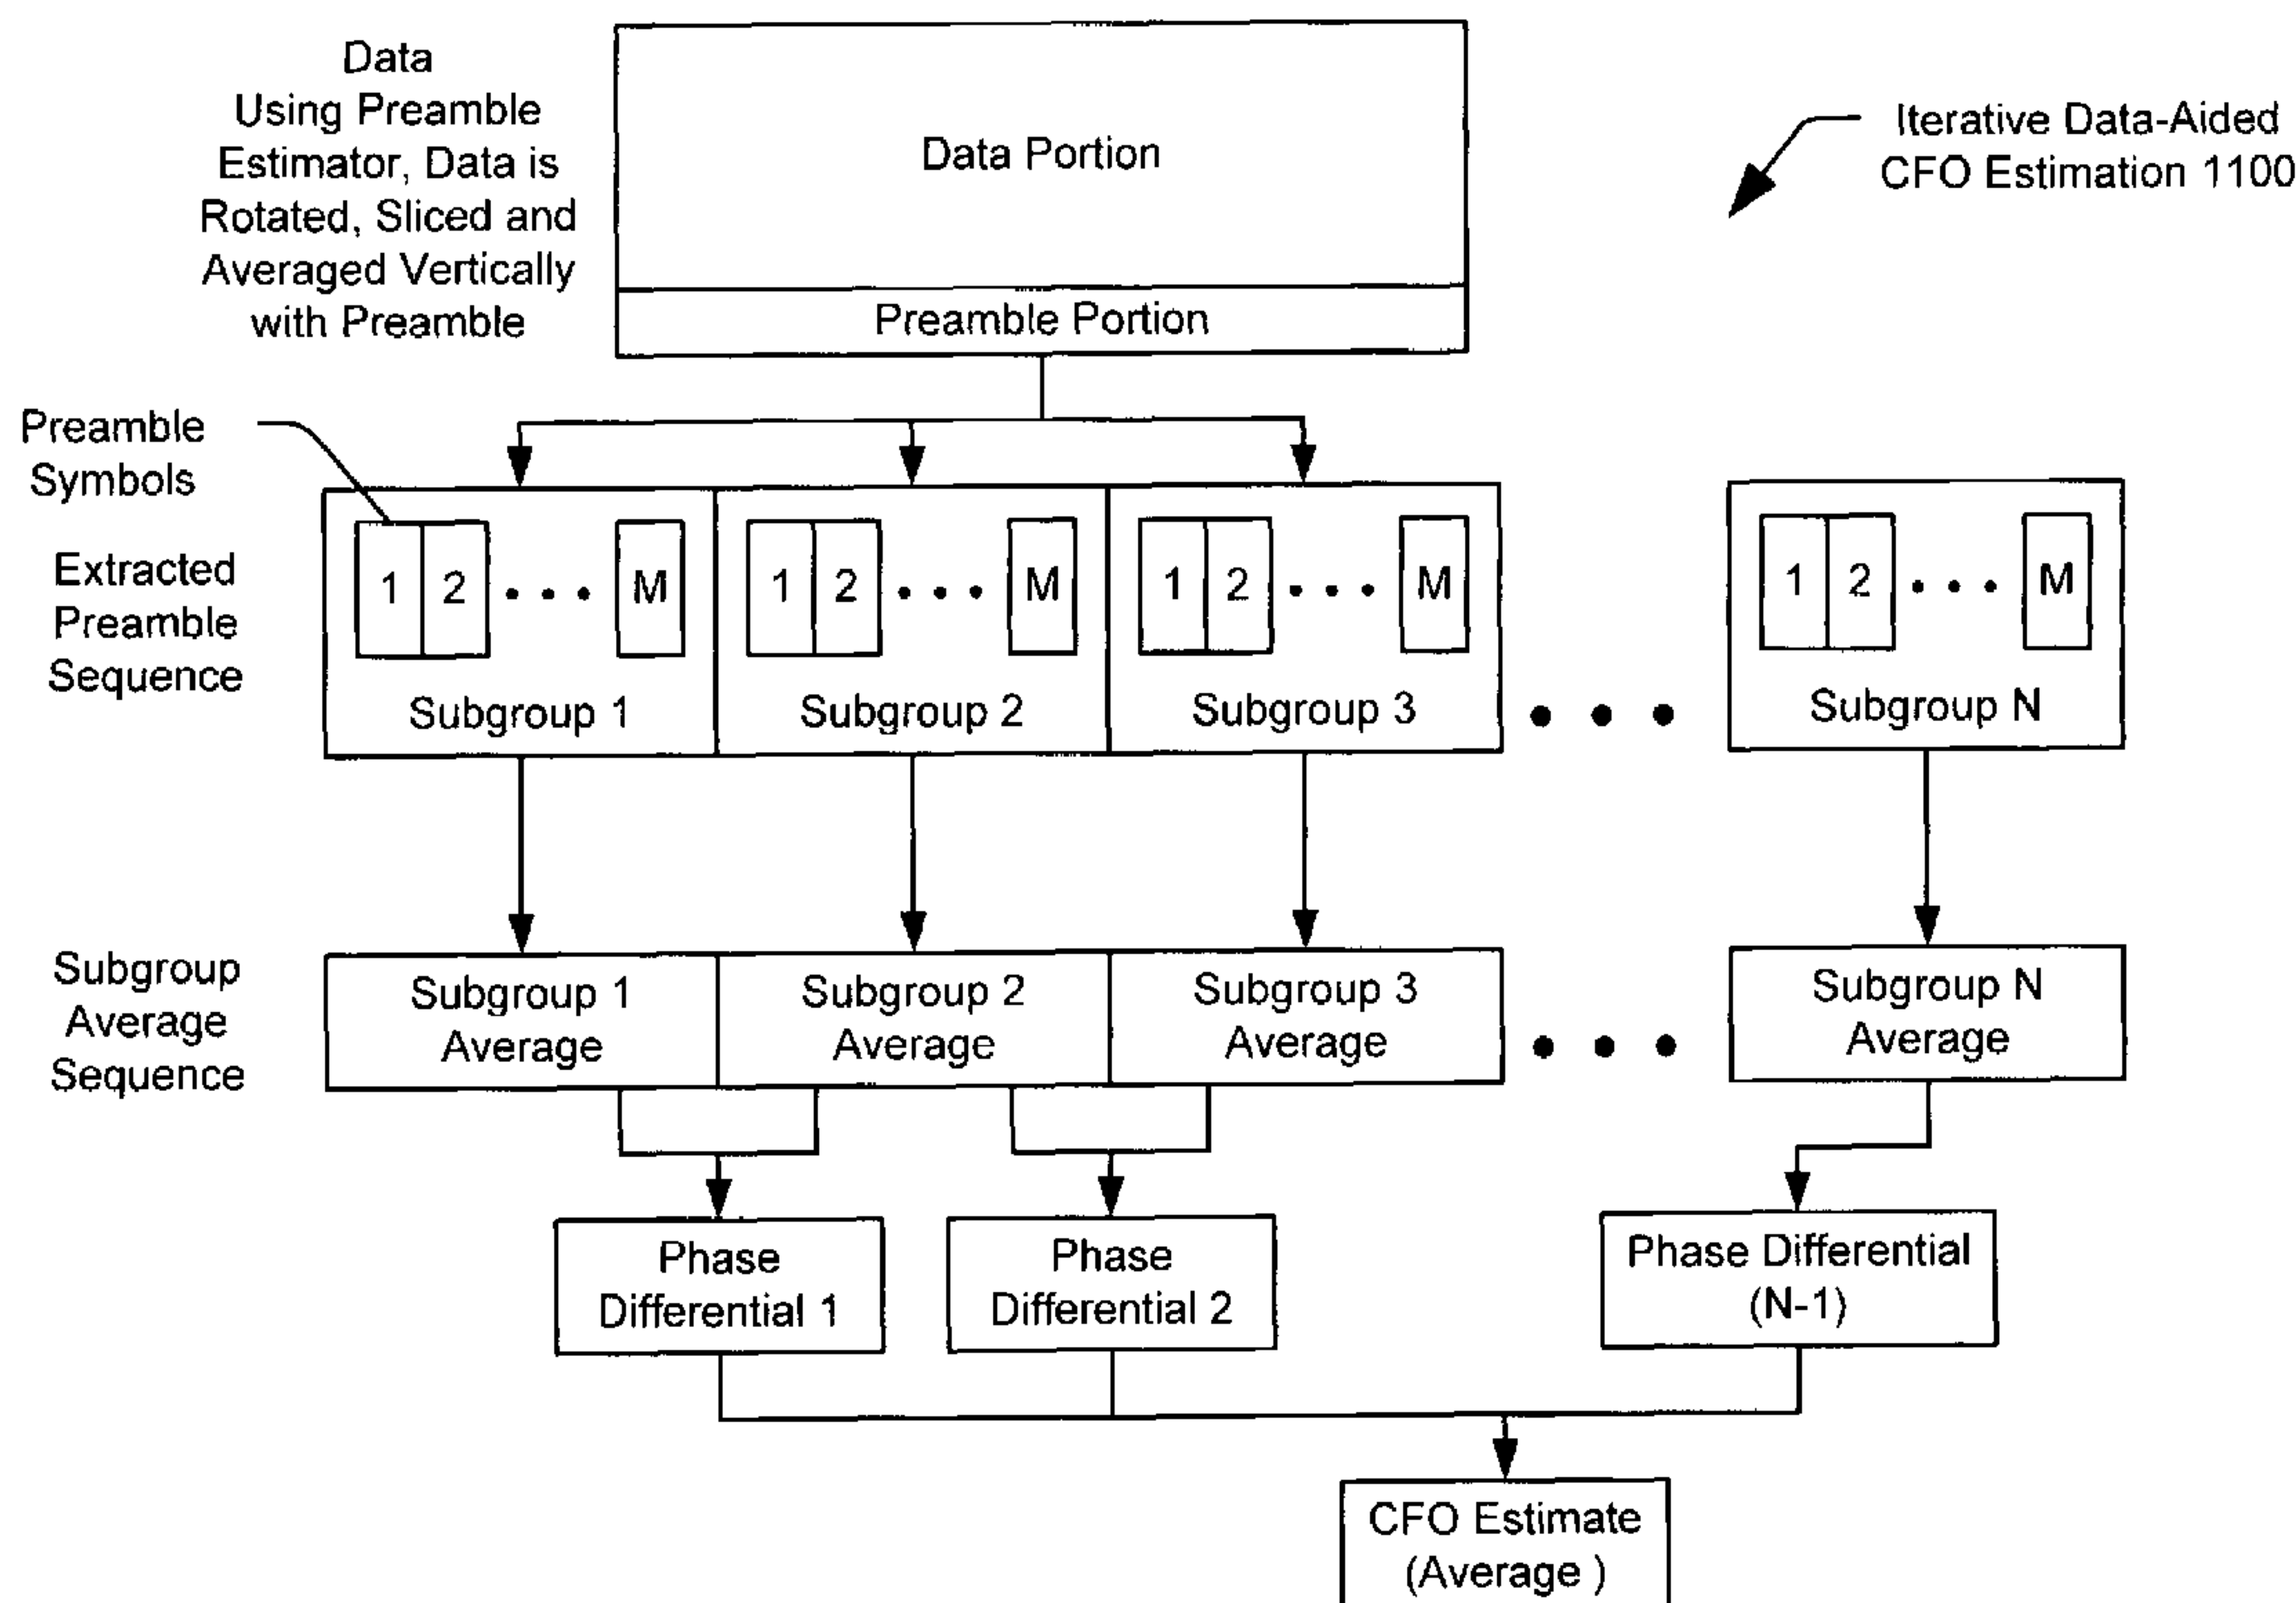 Data
Using Preamble
Estimator, Data is
Rotated, Sliced and
Averaged Vertically
with Preamble
Data Portion
Preamble Portion
Iterative Data-Aided
CFO Estimation 1100
Preamble
Symbols
Extracted
Preamble
Sequence
1 2 • • • M
Subgroup 1
1 2 • • • M
Subgroup 2
1 2 • • • M
Subgroup 3
• • •
1 2 • • • M
Subgroup N
Subgroup
Average
Sequence
Subgroup 1
Average
Subgroup 2
Average
Subgroup 3
Average
• • •
Subgroup N
Average
Phase
Differential 1
Phase
Differential 2
Phase Differential
(N-1)
CFO Estimate
(Average )